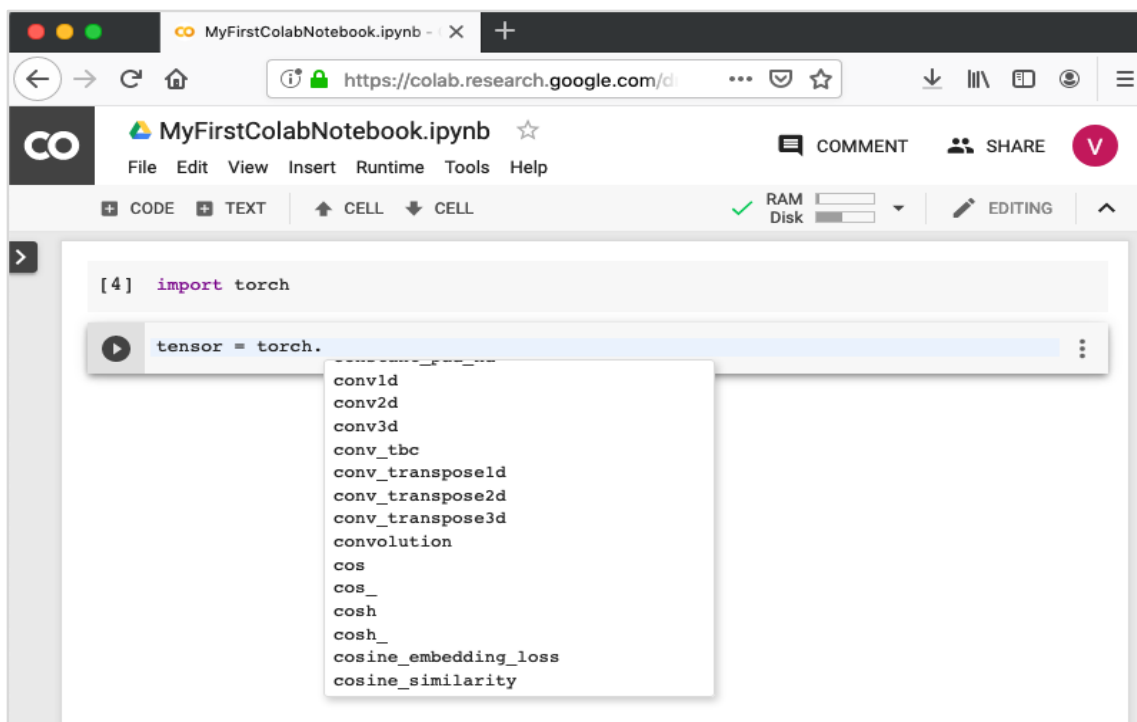 MyFirstColabNotebook.ipynb -
https://colab.research.google.com/d
CO
MyFirstColabNotebook.ipynb
COMMENT
SHARE
V
File Edit View Insert Runtime Tools Help
CODE TEXT CELL CELL
RAM
Disk
EDITING
[4] import torch
tensor = torch.
conv1d
conv2d
conv3d
conv_tbc
conv_transpose1d
conv_transpose2d
conv_transpose3d
convolution
cos
cos_
cosh
cosh_
cosine_embedding_loss
cosine_similarity